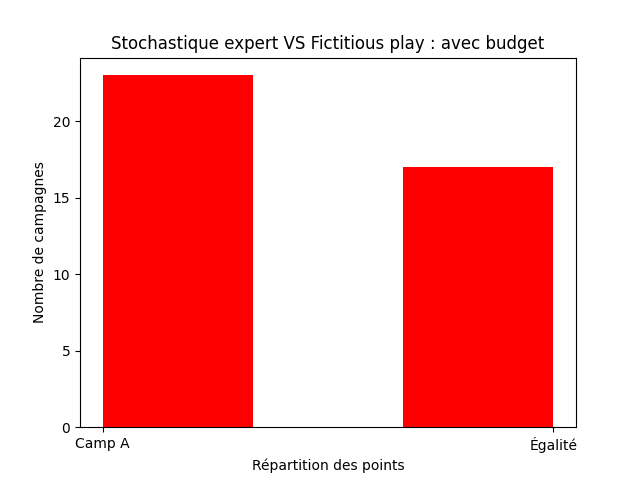 Stochastique expert VS Fictitious play : avec budget
Nombre de campagnes
20
15
10
5
0
Camp A
Égalité
Répartition des points